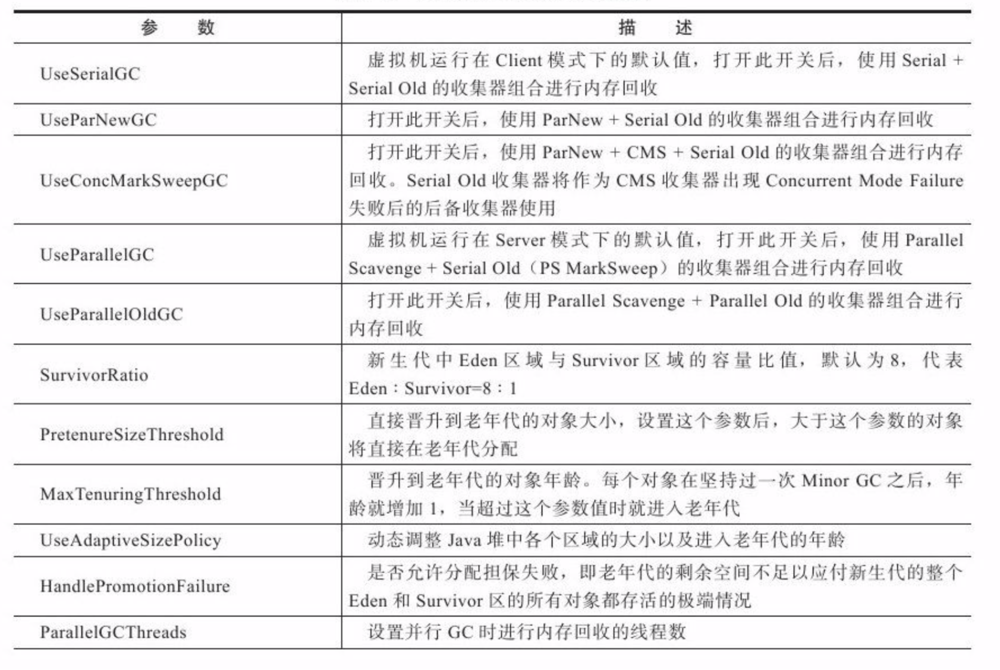 参 数
描 述
UseSerialGC
虚拟机运行在 Client 模式下的默认值，打开此开关后，使用 Serial +
Serial Old 的收集器组合进行内存回收
UseParNewGC
打开此开关后，使用 ParNew + Serial Old 的收集器组合进行内存回收
UseConcMarkSweepGC
打开此开关后，使用 ParNew + CMS + Serial Old 的收集器组合进行内存
回收。Serial Old 收集器将作为 CMS 收集器出现 Concurrent Mode Failure
失败后的后备收集器使用
UseParallelGC
虚拟机运行在 Server 模式下的默认值，打开此开关后，使用 Parallel
Scavenge + Serial Old（PS MarkSweep）的收集器组合进行内存回收
UseParallelOldGC
打开此开关后，使用 Parallel Scavenge + Parallel Old 的收集器组合进行
内存回收
SurvivorRatio
新生代中 Eden 区域与 Survivor 区域的容量比值，默认为 8，代表
Eden：Survivor=8：1
PretenureSizeThreshold
直接晋升到老年代的对象大小，设置这个参数后，大于这个参数的对象
将直接在老年代分配
MaxTenuringThreshold
晋升到老年代的对象年龄。每个对象在坚持过一次 Minor GC 之后，年
龄就增加 1，当超过这个参数值时就进入老年代
UseAdaptiveSizePolicy
动态调整 Java 堆中各个区域的大小以及进入老年代的年龄
HandlePromotionFailure
是否允许分配担保失败，即老年代的剩余空间不足以应付新生代的整个
Eden 和 Survivor 区的所有对象都存活的极端情况
ParallelGCThreads
设置并行 GC 时进行内存回收的线程数